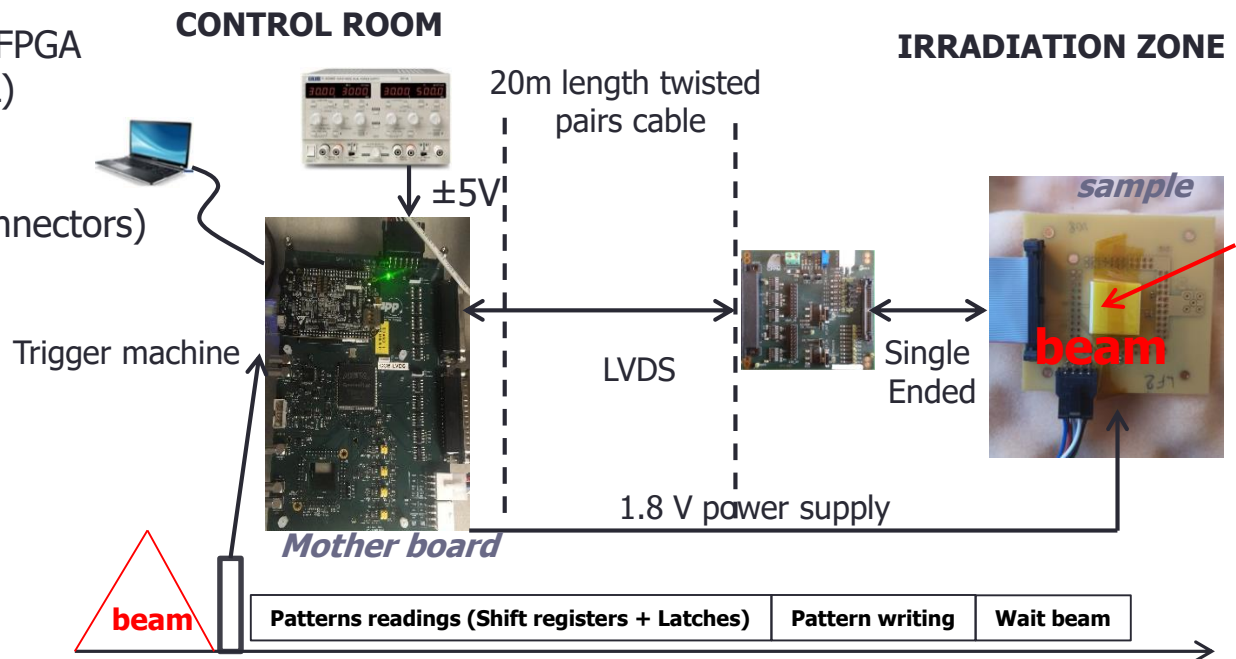 FPGA
)
nnectors)
CONTROL ROOM
IRRADIATION ZONE
20m length twisted
pairs cable
±5V
sample
Trigger machine
LVDS
Single
Ended
beam
LF2
1.8 V power supply
Mother board
beam
Patterns readings (Shift registers + Latches)
Pattern writing
Wait beam